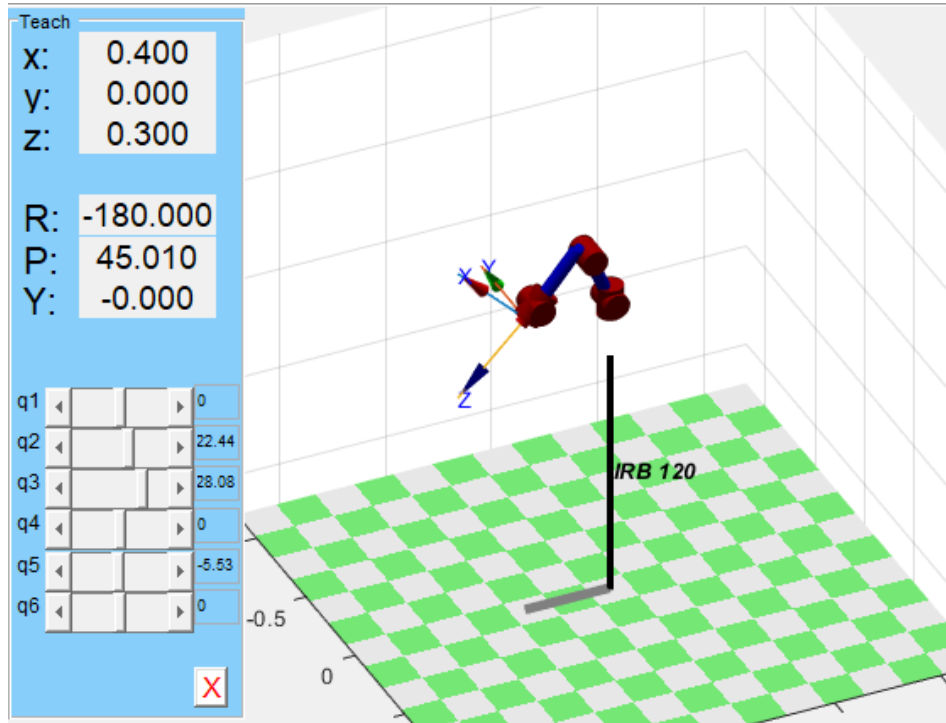 Teach
x: 0.400
y: 0.000
z: 0.300
R: -180.000
P: 45.010
Y: -0.000
q1 0
q2 22.44
q3 28.08
q4 0
q5 -5.53
q6 0
X
X Y
Z
IRB 120
-0.5
0